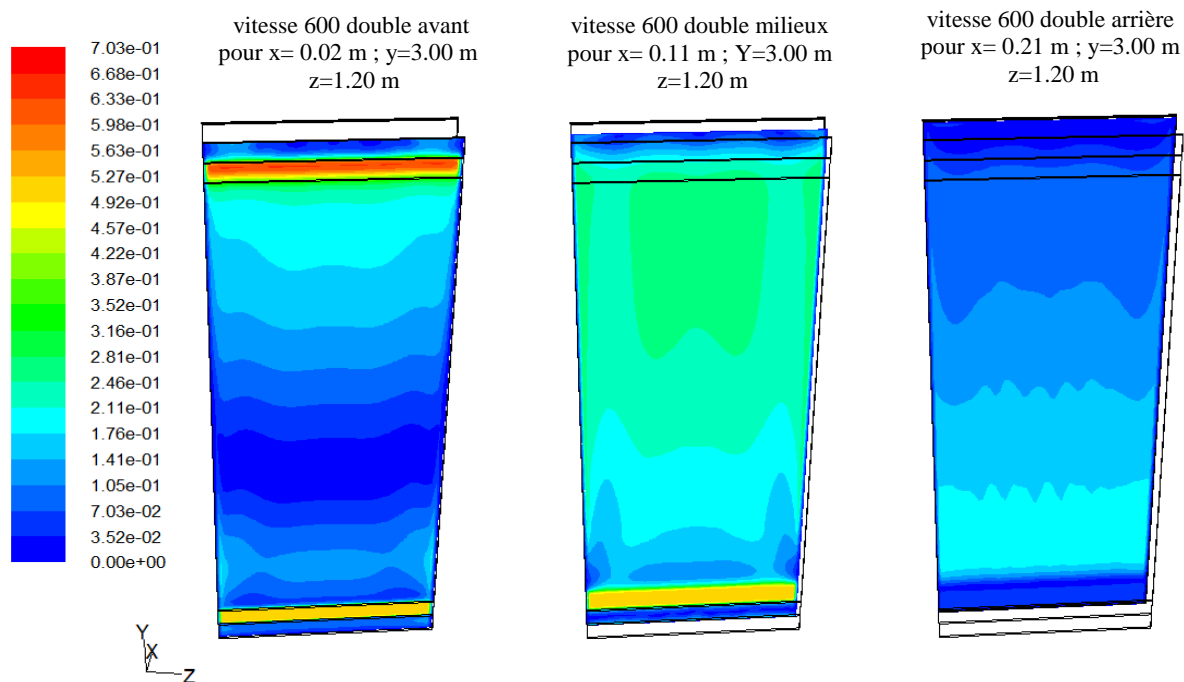 vitesse 600 double avant
pour x= 0.02 m ; y=3.00 m
z=1.20 m
vitesse 600 double milieux
pour x= 0.11 m ; Y=3.00 m
z=1.20 m
vitesse 600 double arrière
pour x= 0.21 m ; y=3.00 m
z=1.20 m
7.03e-01
6.68e-01
6.33e-01
5.98e-01
5.63e-01
5.27e-01
4.92e-01
4.57e-01
4.22e-01
3.87e-01
3.52e-01
3.16e-01
2.81e-01
2.46e-01
2.11e-01
1.76e-01
1.41e-01
1.05e-01
7.03e-02
3.52e-02
0.00e+00
Y
X
Z